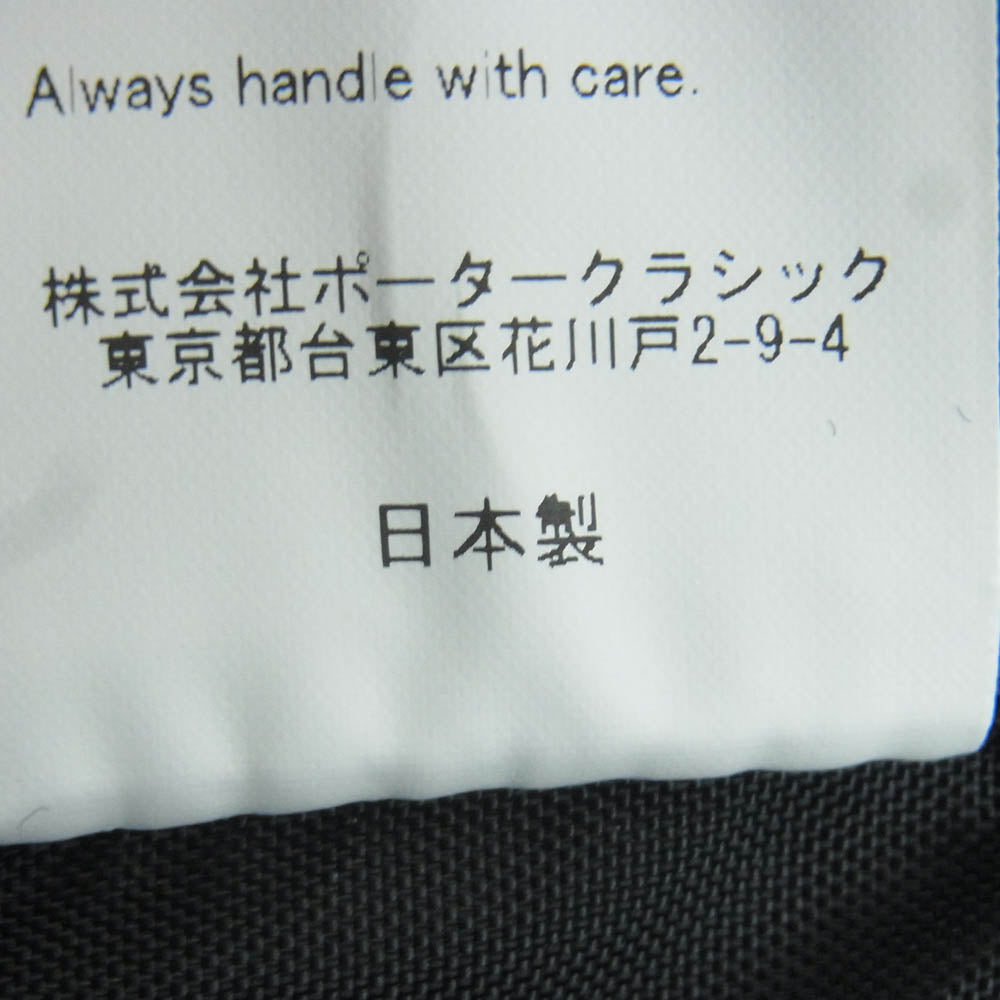 Always handle with care.
株式会社ポータークラシック
東京都台東区花川戸2-9-4
日本製